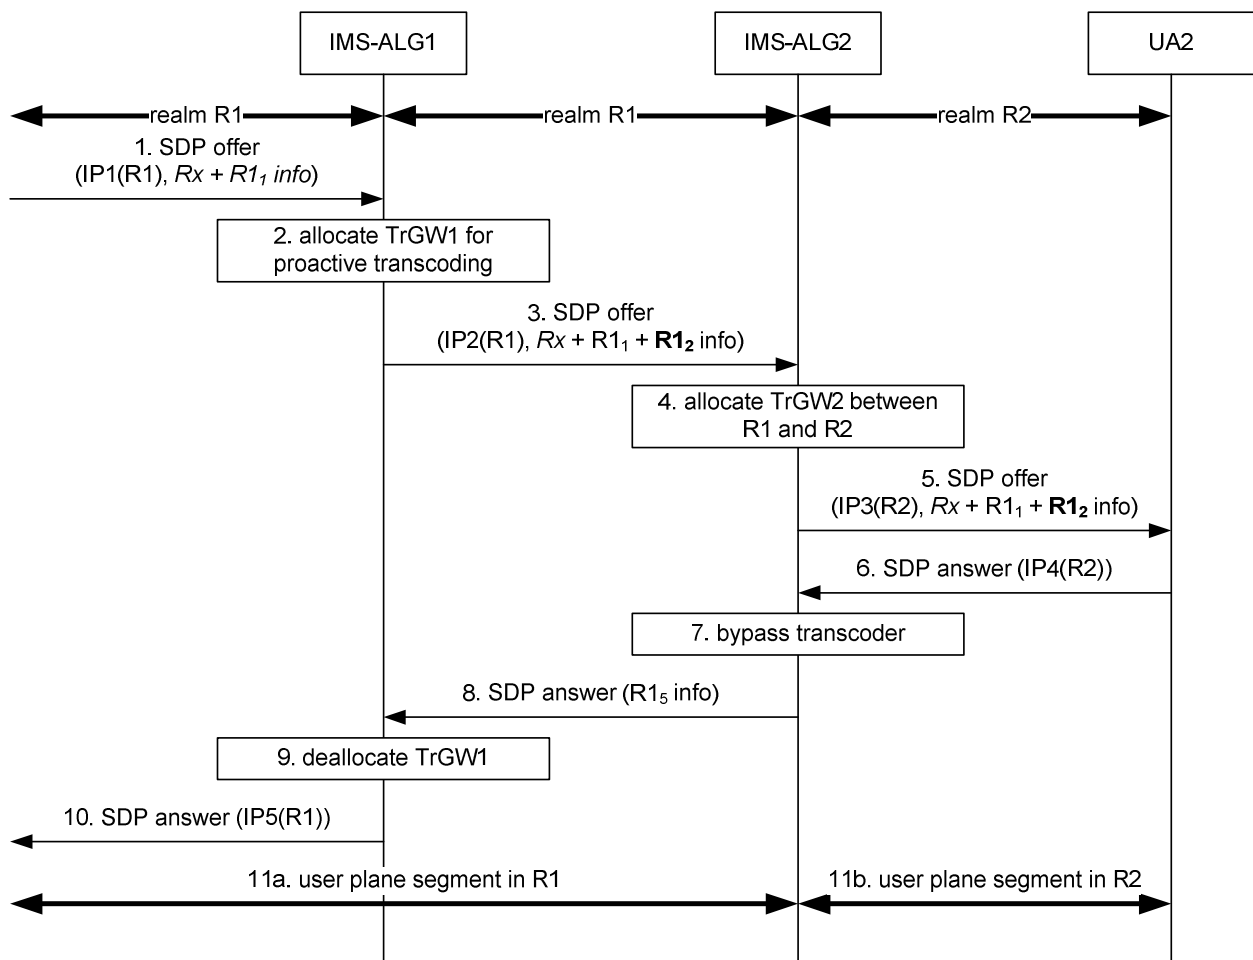 IMS-ALG1
IMS-ALG2
UA2
realm R1
realm R1
realm R2
1. SDP offer
(IP1(R1), Rx + R1₁ info)
2. allocate TrGW1 for
proactive transcoding
3. SDP offer
(IP2(R1), Rx + R1₁ + R1₂ info)
4. allocate TrGW2 between
R1 and R2
5. SDP offer
(IP3(R2), Rx + R1₁ + R1₂ info)
6. SDP answer (IP4(R2))
7. bypass transcoder
8. SDP answer (R1₅ info)
9. deallocate TrGW1
10. SDP answer (IP5(R1))
11a. user plane segment in R1
11b. user plane segment in R2